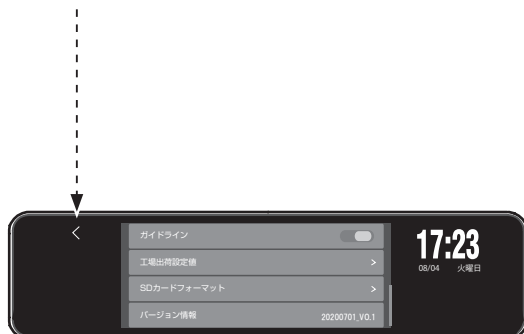 ガイドライン
工場出荷設定値 >
SDカードフォーマット >
バージョン情報 20200701_V0.1
17:23
08/04 火曜日